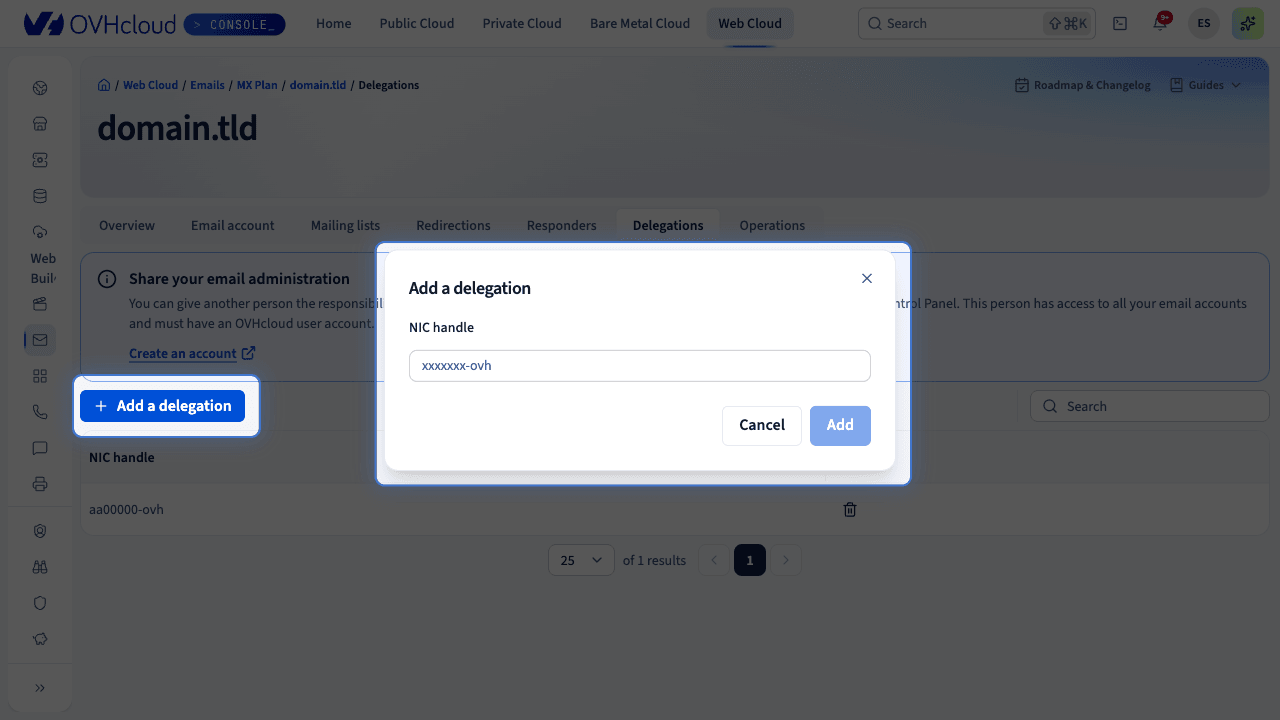 OVHcloud > CONSOLE_ Home Public Cloud Private Cloud Bare Metal Cloud Web Cloud Search ⇧⌘K 9+ ES
/ Web Cloud / Emails / MX Plan / domain.tld / Delegations Roadmap & Changelog Guides
domain.tld
Overview Email account Mailing lists Redirections Responders Delegations Operations
Web
Buil
Share your email administration
You can give another person the responsibil ntrol Panel. This person has access to all your email accounts
and must have an OVHcloud user account.
Create an account
Add a delegation
NIC handle
xxxxxxx-ovh
Cancel Add
+ Add a delegation Search
NIC handle
aa00000-ovh
25 of 1 results 1